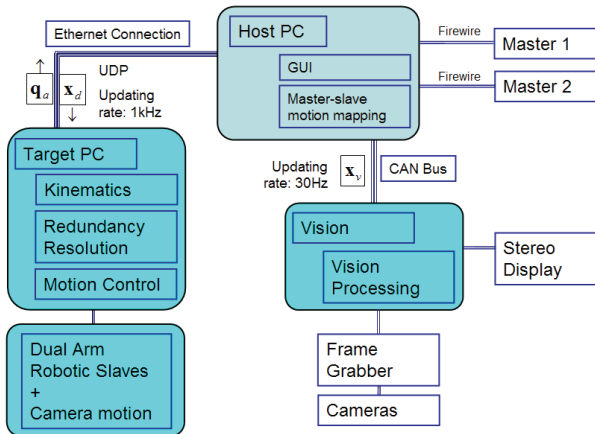 Ethernet Connection
Host PC
GUI
Master-slave
motion mapping
Firewire
Master 1
Firewire
Master 2
q_a
x_d
UDP
Updating
rate: 1kHz
Target PC
Kinematics
Redundancy
Resolution
Motion Control
Dual Arm
Robotic Slaves
+
Camera motion
Updating
rate: 30Hz
x_v
CAN Bus
Vision
Vision
Processing
Stereo
Display
Frame
Grabber
Cameras